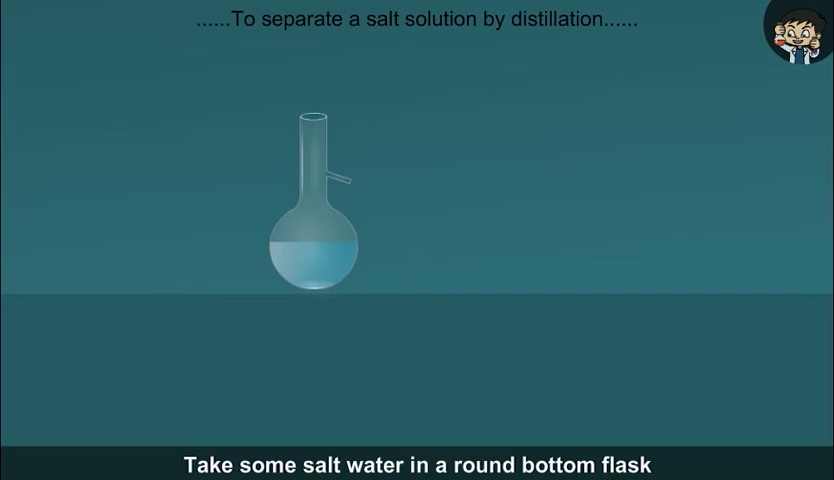 ......To separate a salt solution by distillation......
Take some salt water in a round bottom flask